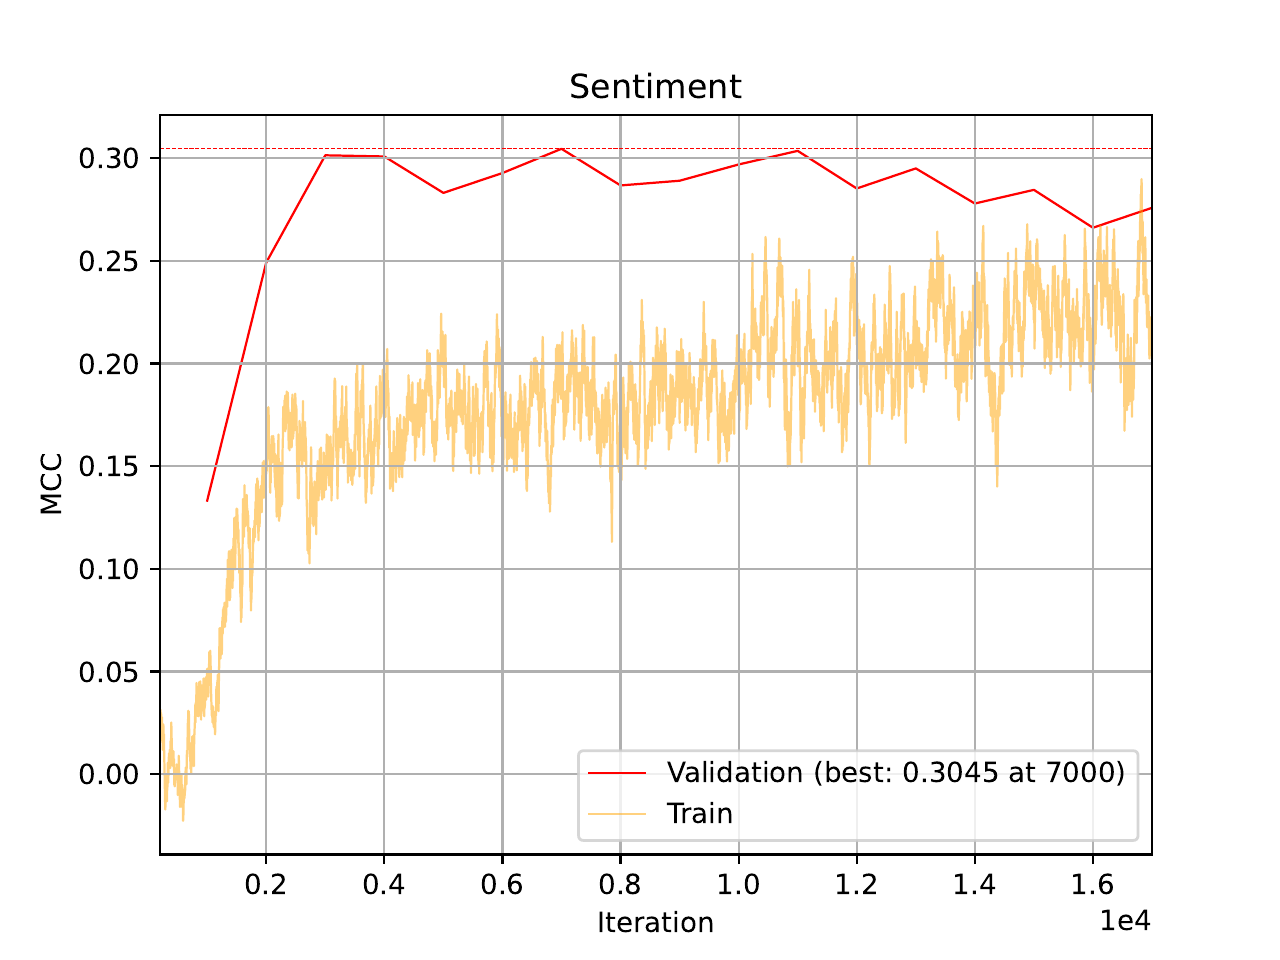 Sentiment
MCC
0.30
0.25
0.20
0.15
0.10
0.05
0.00
Validation (best: 0.3045 at 7000)
Train
0.2 0.4 0.6 0.8 1.0 1.2 1.4 1.6
1e4
Iteration